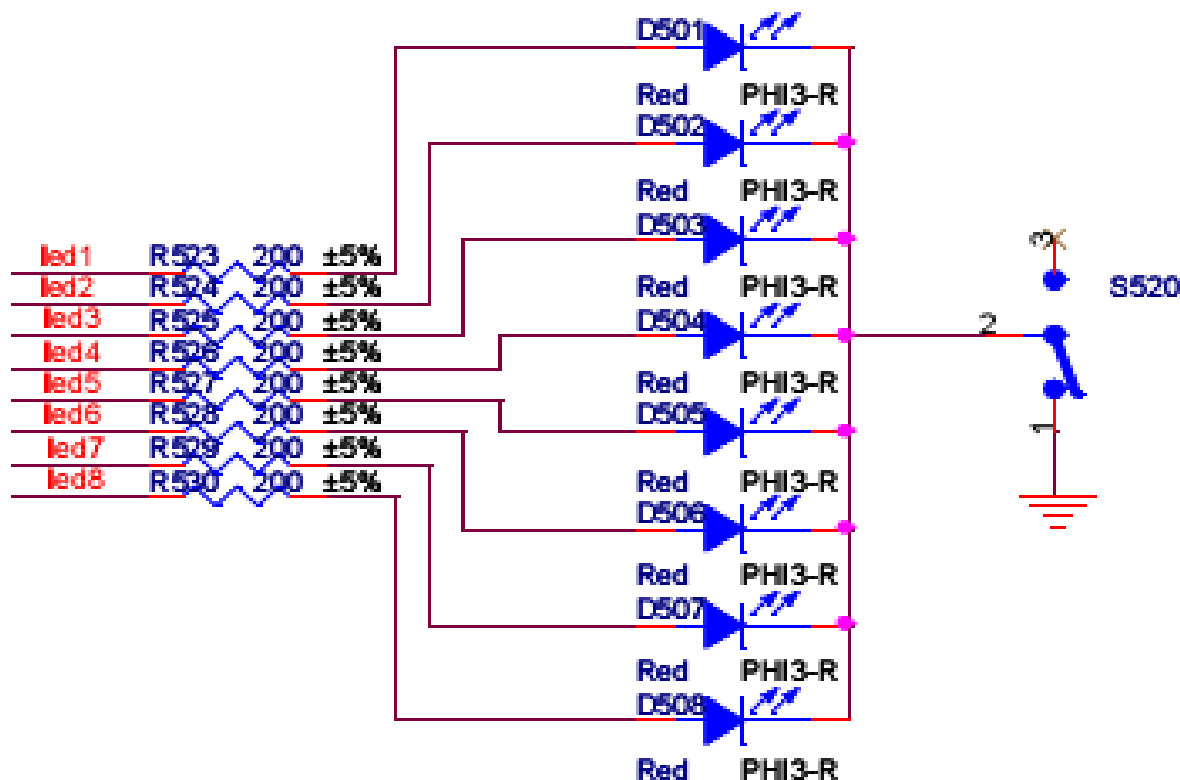 D501
Red PHI3-R
D502
Red PHI3-R
D503
led1 R523 200 ±5%
led2 R524 200 ±5%
led3 R525 200 ±5%
led4 R526 200 ±5%
led5 R527 200 ±5%
led6 R528 200 ±5%
led7 R529 200 ±5%
led8 R530 200 ±5%
Red PHI3-R
D504
Red PHI3-R
D505
Red PHI3-R
D506
Red PHI3-R
D507
Red PHI3-R
D508
Red PHI3-R
3
S520
2
1